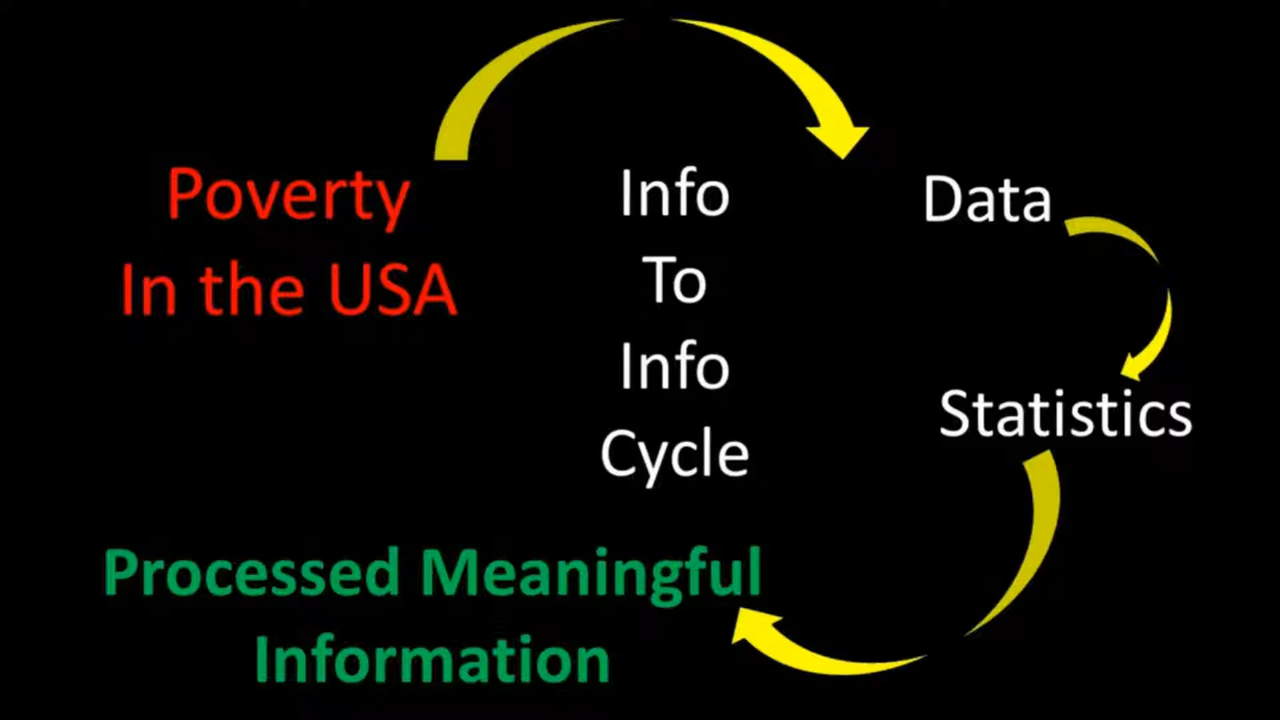 Poverty
In the USA
Info
To
Info
Cycle
Data
Statistics
Processed Meaningful
Information